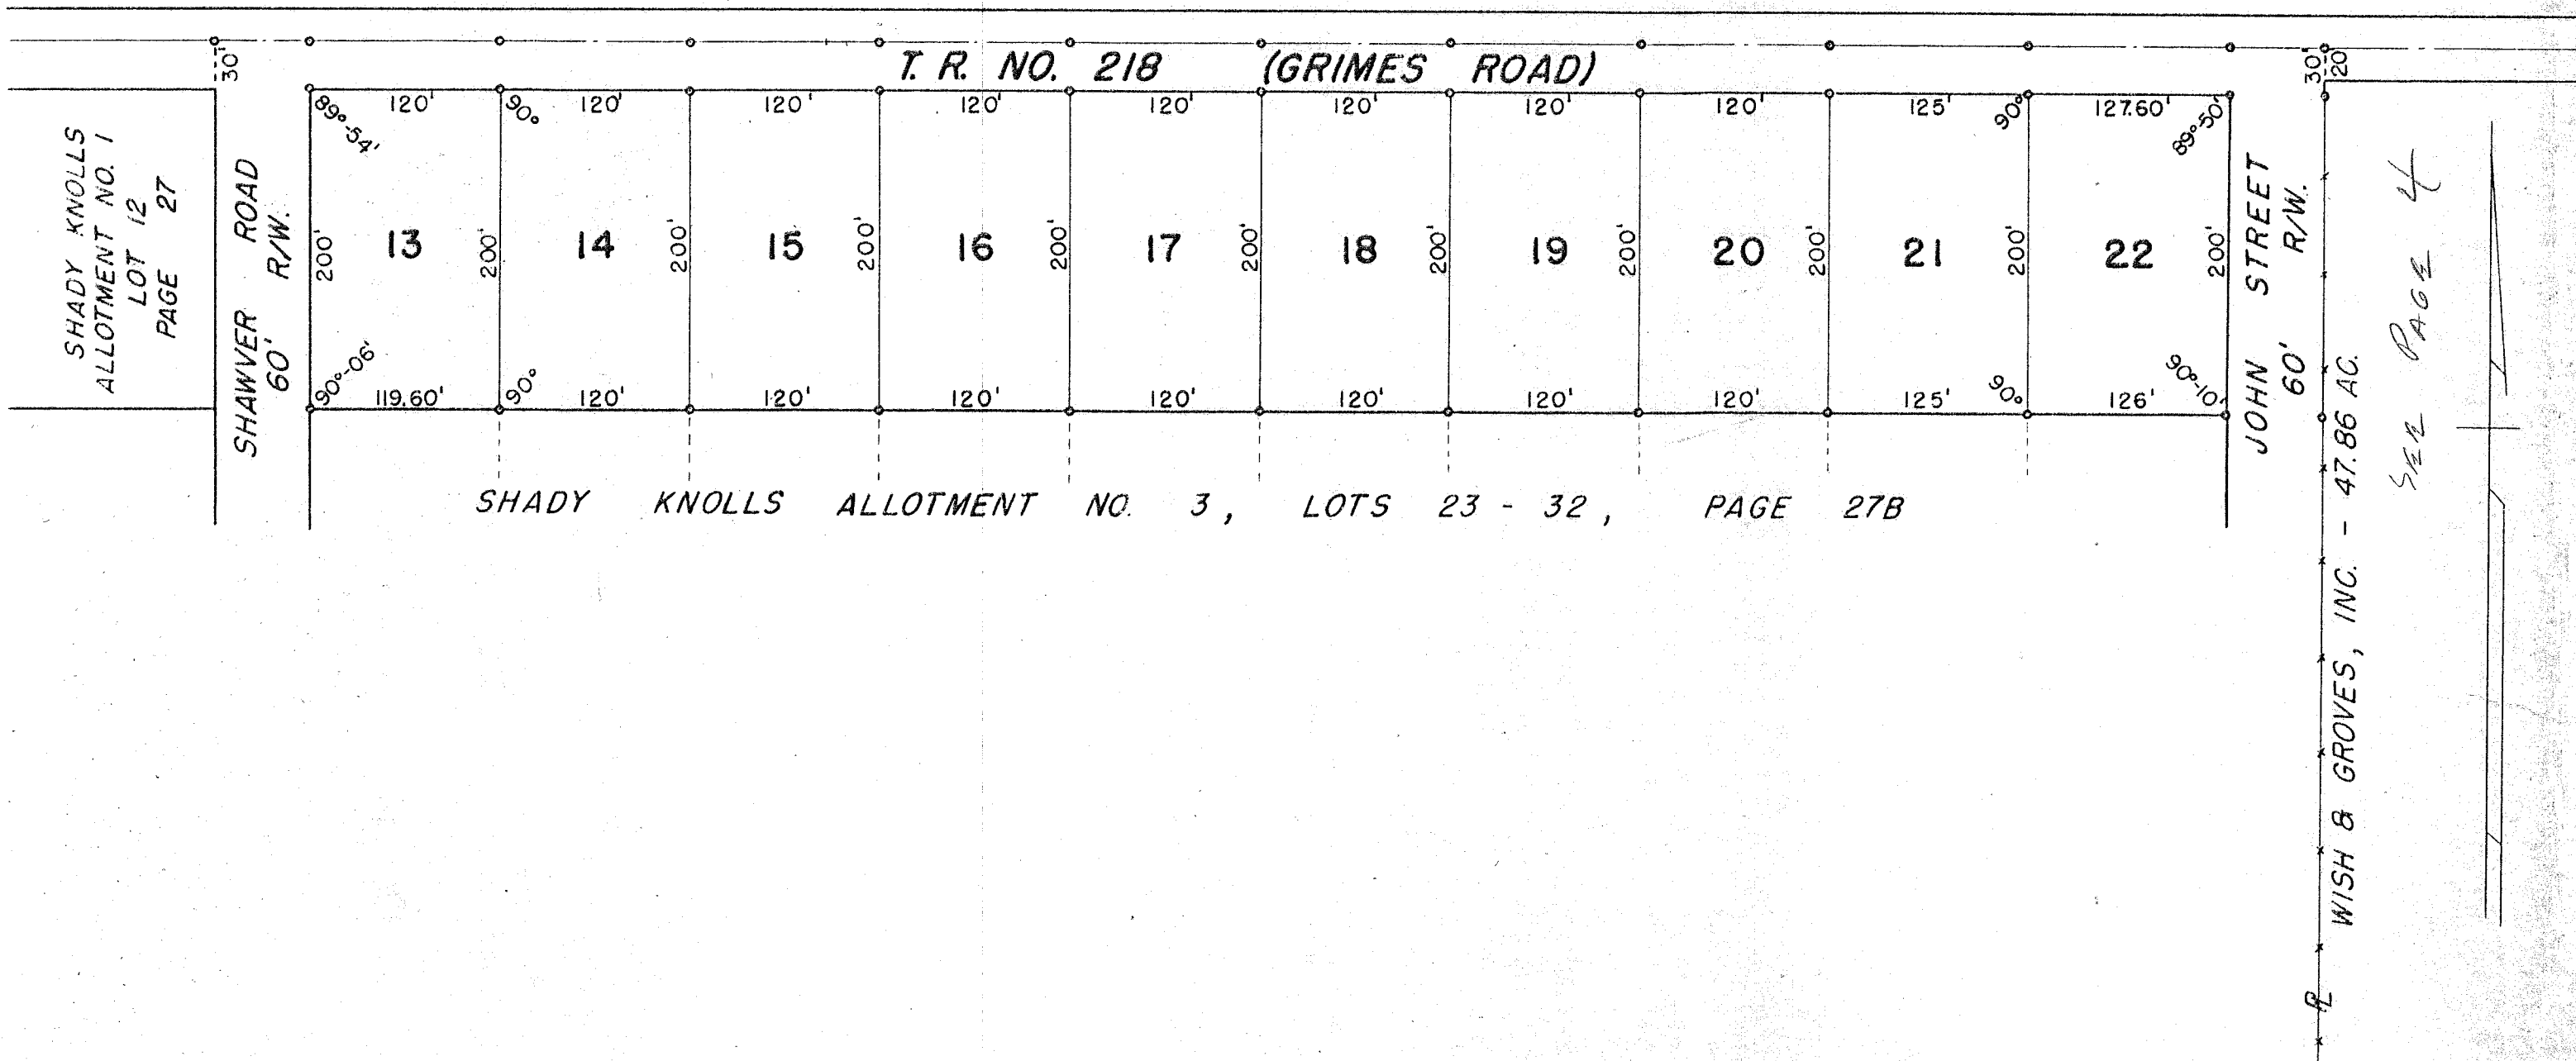 30'
T. R. NO. 218 (GRIMES ROAD)
30'
20'
SHADY KNOLLS
ALLOTMENT NO. 1
LOT 12
PAGE 27
SHAWVER ROAD
60' R/W.
89°-54' 120' 90° 120' 120' 120' 120' 120' 120' 120' 125' 90° 127.60' 89°-50'
200' 13 200' 14 200' 15 200' 16 200' 17 200' 18 200' 19 200' 20 200' 21 200' 22 200'
90°-06' 119.60' 90° 120' 120' 120' 120' 120' 120' 120' 125' 90° 126' 90°-10'
JOHN STREET
60' R/W.
SHADY KNOLLS ALLOTMENT NO. 3, LOTS 23 - 32, PAGE 27B
WISH & GROVES, INC. - 47.86 AC.
SEE PAGE 4
PL